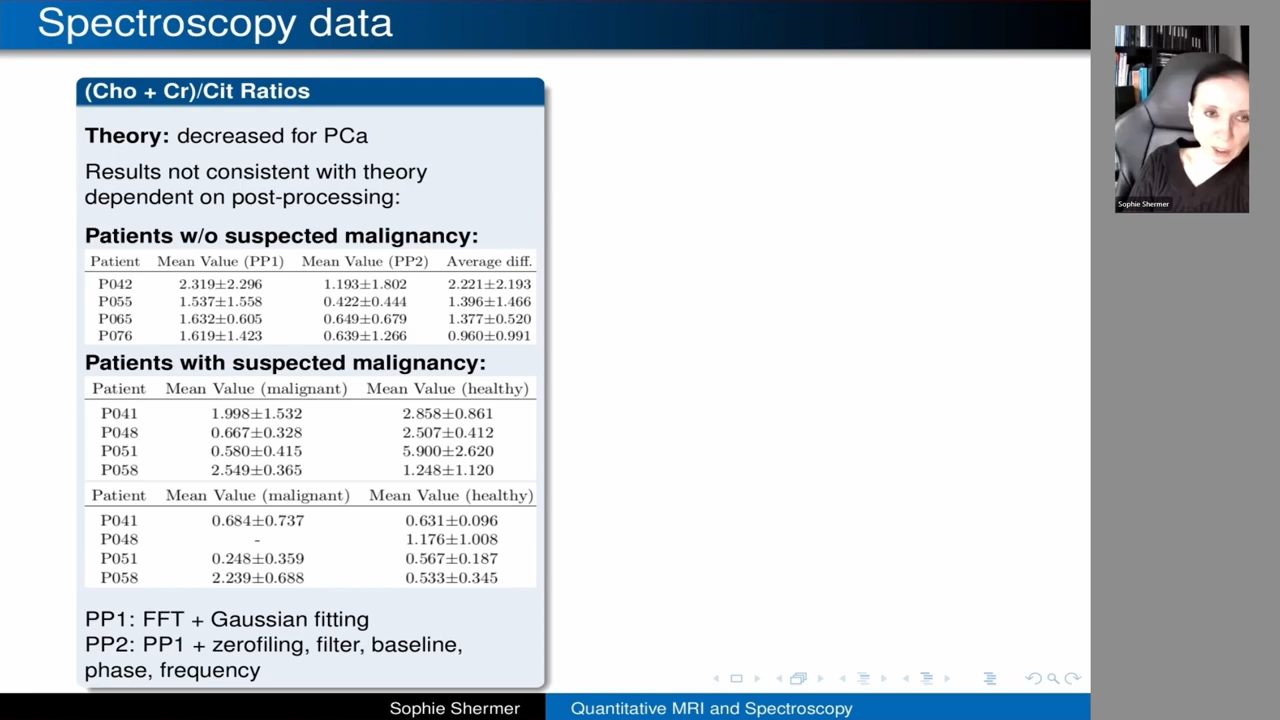 Spectroscopy data
(Cho + Cr)/Cit Ratios
Theory: decreased for PCa
Results not consistent with theory
dependent on post-processing:
Patients w/o suspected malignancy:
Patient Mean Value (PP1) Mean Value (PP2) Average diff.
P042 2.319±2.296 1.193±1.802 2.221±2.193
P055 1.537±1.558 0.422±0.444 1.396±1.466
P065 1.632±0.605 0.649±0.679 1.377±0.520
P076 1.619±1.423 0.639±1.266 0.960±0.991
Patients with suspected malignancy:
Patient Mean Value (malignant) Mean Value (healthy)
P041 1.998±1.532 2.858±0.861
P048 0.667±0.328 2.507±0.412
P051 0.580±0.415 5.900±2.620
P058 2.549±0.365 1.248±1.120
Patient Mean Value (malignant) Mean Value (healthy)
P041 0.684±0.737 0.631±0.096
P048 - 1.176±1.008
P051 0.248±0.359 0.567±0.187
P058 2.239±0.688 0.533±0.345
PP1: FFT + Gaussian fitting
PP2: PP1 + zerofiling, filter, baseline,
phase, frequency
Sophie Shermer Quantitative MRI and Spectroscopy
Sophie Shermer